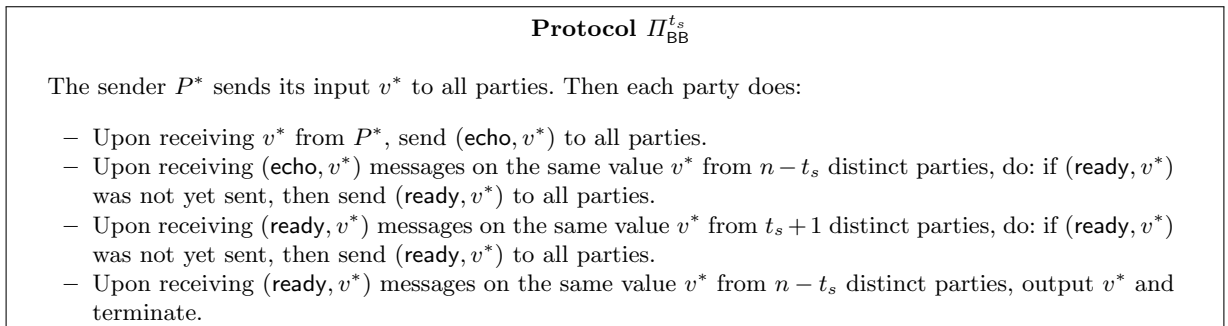 Protocol Π_BB^{t_s}
The sender P* sends its input v* to all parties. Then each party does:
– Upon receiving v* from P*, send (echo, v*) to all parties.
– Upon receiving (echo, v*) messages on the same value v* from n − t_s distinct parties, do: if (ready, v*)
was not yet sent, then send (ready, v*) to all parties.
– Upon receiving (ready, v*) messages on the same value v* from t_s + 1 distinct parties, do: if (ready, v*)
was not yet sent, then send (ready, v*) to all parties.
– Upon receiving (ready, v*) messages on the same value v* from n − t_s distinct parties, output v* and
terminate.